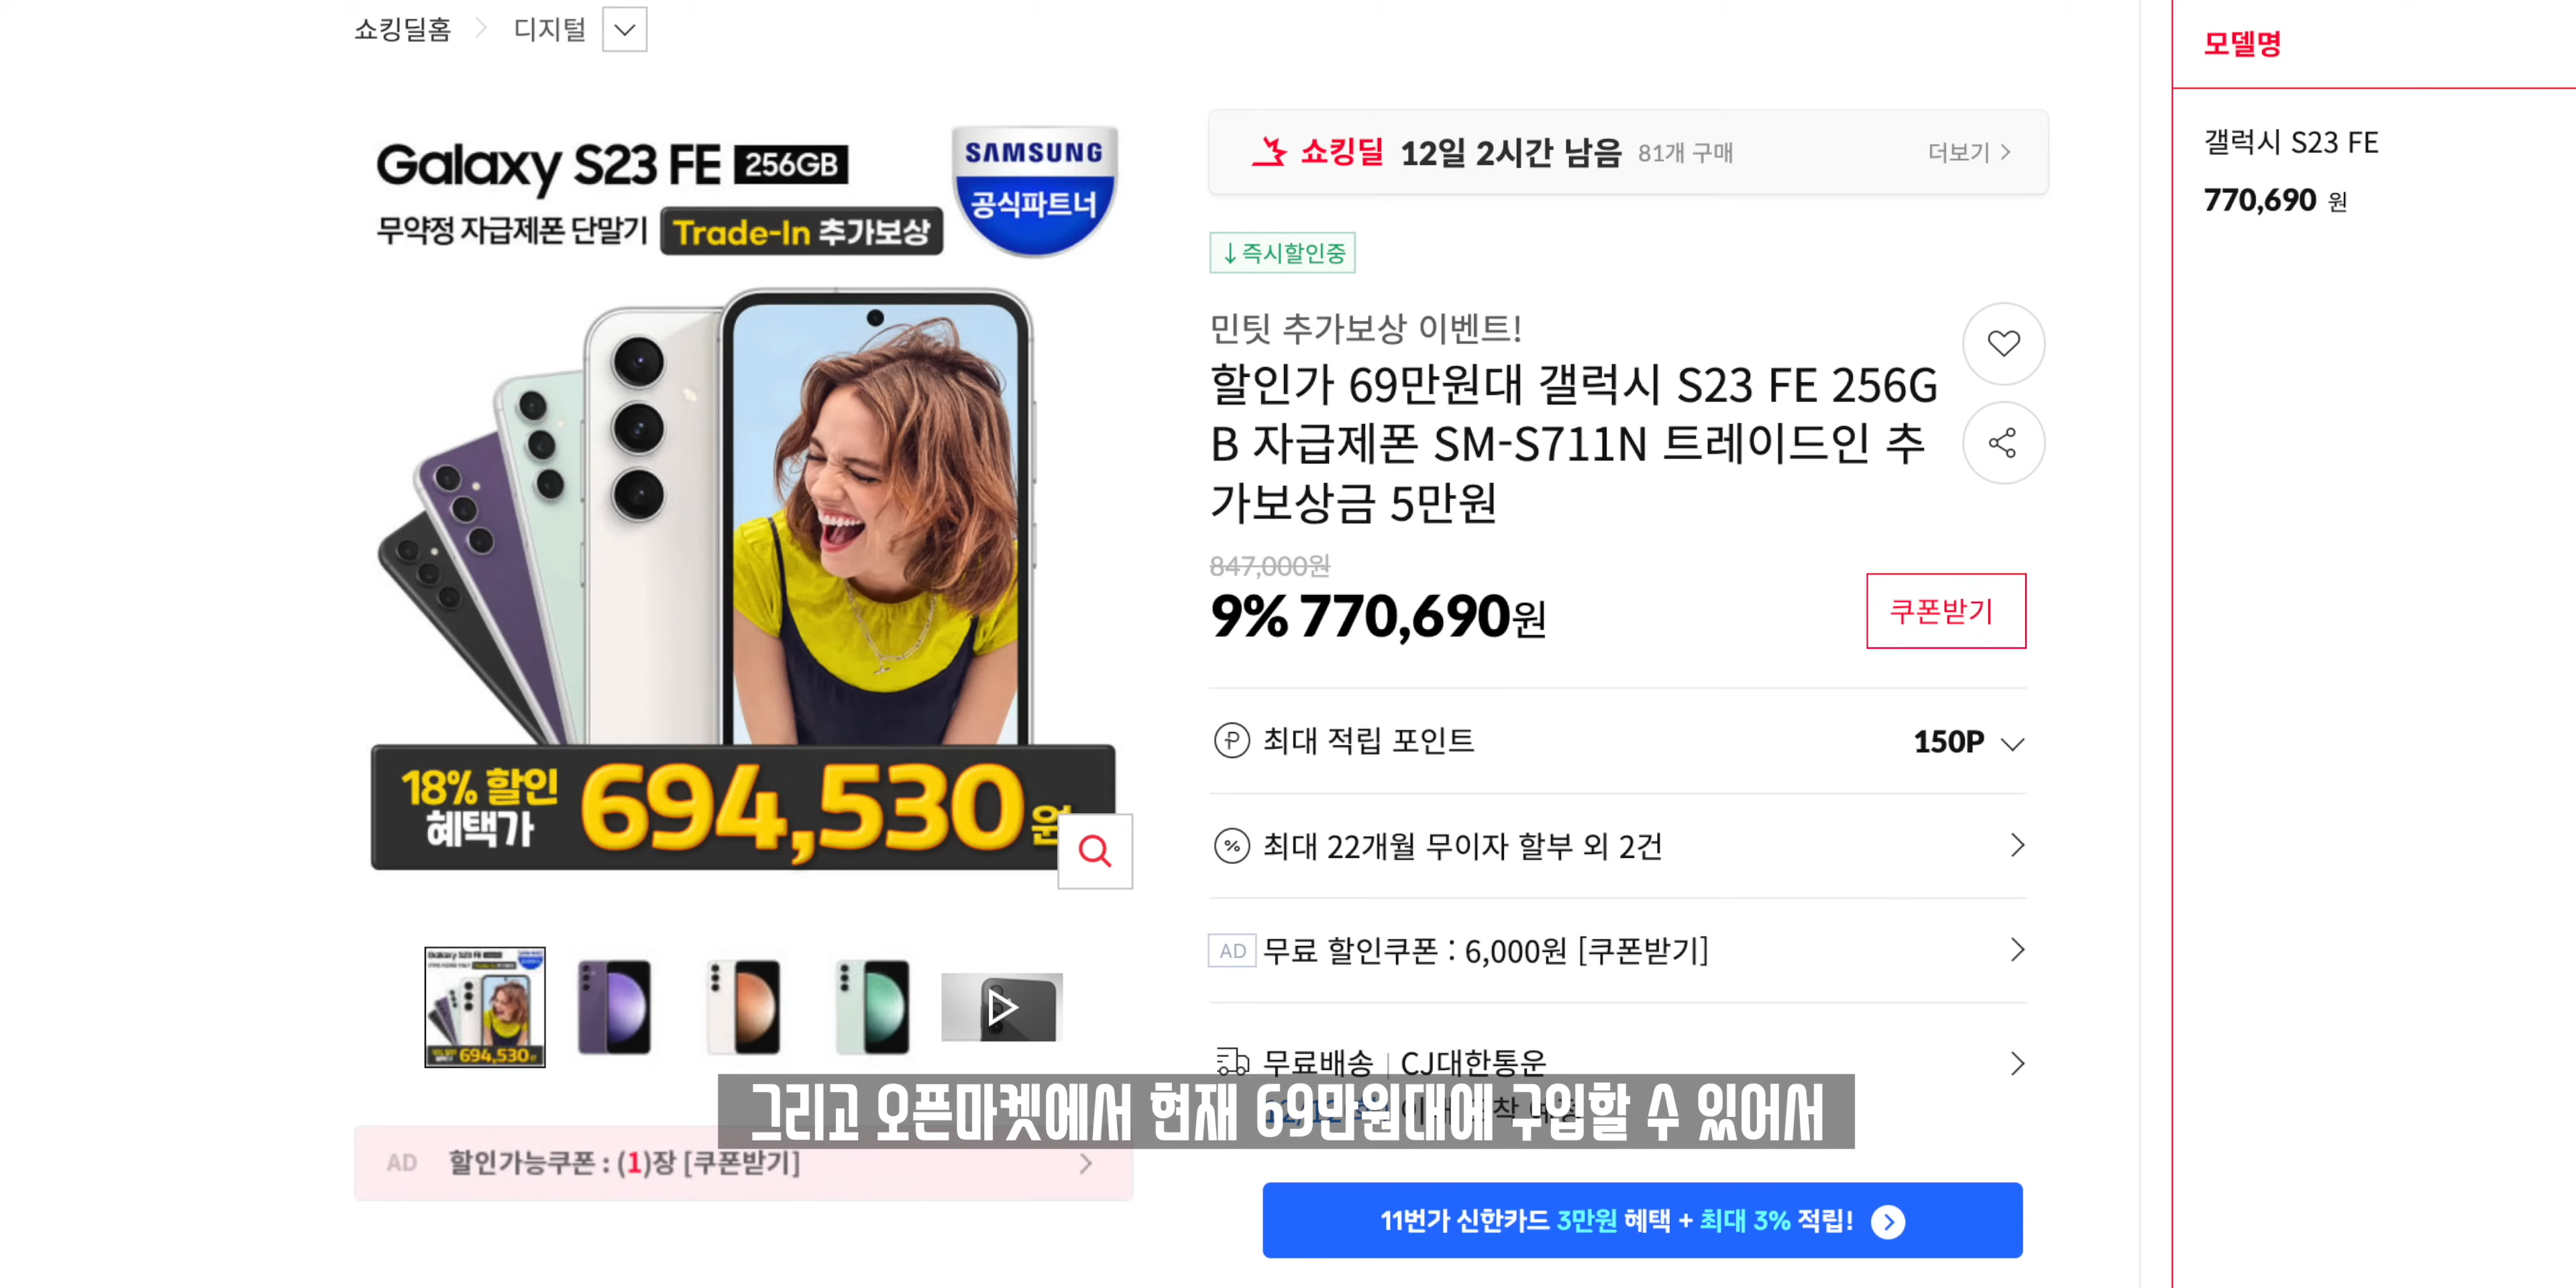 쇼킹딜홈
디지털
Galaxy S23 FE 256GB
무약정 자급제폰 단말기 Trade-In 추가보상
SAMSUNG
공식파트너
18% 할인
혜택가
694,530원
694,530원
AD 할인가능쿠폰 : (1)장 [쿠폰받기]
쇼킹딜 12일 2시간 남음 81개 구매 더보기
↓즉시할인중
민팃 추가보상 이벤트!
할인가 69만원대 갤럭시 S23 FE 256G
B 자급제폰 SM-S711N 트레이드인 추
가보상금 5만원
847,000원
9% 770,690원
쿠폰받기
최대 적립 포인트 150P
최대 22개월 무이자 할부 외 2건
AD 무료 할인쿠폰 : 6,000원 [쿠폰받기]
무료배송 | CJ대한통운
그리고 오픈마켓에서 현재 69만원대에 구입할 수 있어서
11번가 신한카드 3만원 혜택 + 최대 3% 적립!
모델명
갤럭시 S23 FE
770,690 원